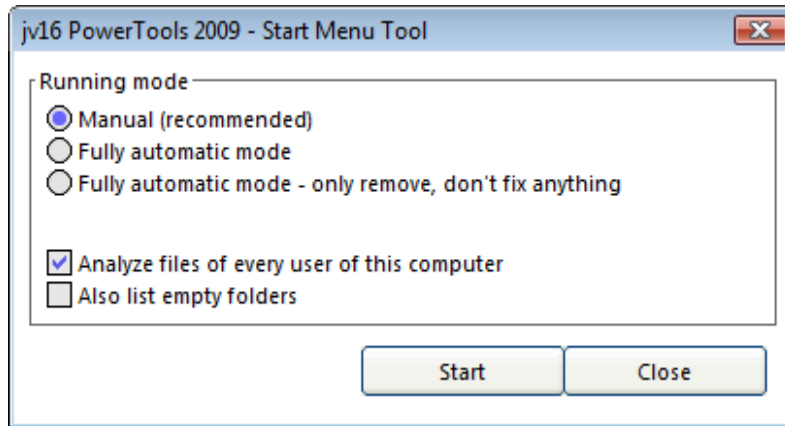 jv16 PowerTools 2009 - Start Menu Tool
Running mode
Manual (recommended)
Fully automatic mode
Fully automatic mode - only remove, don't fix anything
Analyze files of every user of this computer
Also list empty folders
Start Close